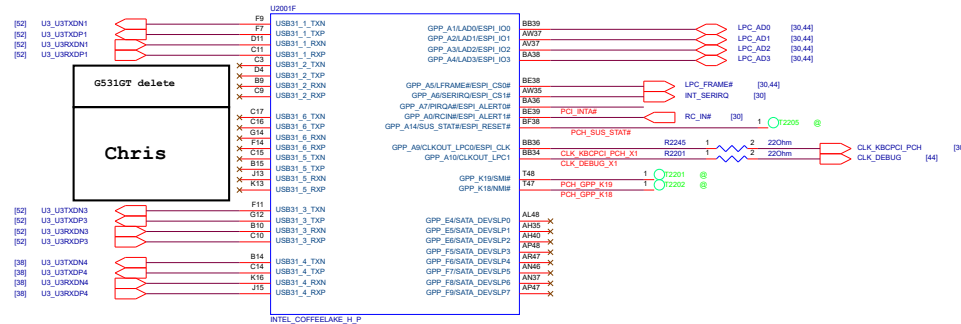 U2001F
[52] U3_U3TXDN1 F9 USB31_1_TXN
[52] U3_U3TXDP1 F7 USB31_1_TXP
[52] U3_U3RXDN1 D11 USB31_1_RXN
[52] U3_U3RXDP1 C11 USB31_1_RXP
C3 USB31_2_TXN
D4 USB31_2_TXP
B9 USB31_2_RXN
C9 USB31_2_RXP
G531GT delete
Chris
C17 USB31_6_TXN
C16 USB31_6_TXP
G14 USB31_6_RXN
F14 USB31_6_RXP
C15 USB31_5_TXN
B15 USB31_5_TXP
J13 USB31_5_RXN
K13 USB31_5_RXP
[52] U3_U3TXDN3 F11 USB31_3_TXN
[52] U3_U3TXDP3 G12 USB31_3_TXP
[52] U3_U3RXDN3 B10 USB31_3_RXN
[52] U3_U3RXDP3 C10 USB31_3_RXP
[38] U3_U3TXDN4 B14 USB31_4_TXN
[38] U3_U3TXDP4 C14 USB31_4_TXP
[38] U3_U3RXDN4 K16 USB31_4_RXN
[38] U3_U3RXDP4 J15 USB31_4_RXP
GPP_A1/LAD0/ESPI_IO0 BB39 LPC_AD0 [30,44]
GPP_A2/LAD1/ESPI_IO1 AW37 LPC_AD1 [30,44]
GPP_A3/LAD2/ESPI_IO2 AV37 LPC_AD2 [30,44]
GPP_A4/LAD3/ESPI_IO3 BA38 LPC_AD3 [30,44]
GPP_A5/LFRAME#/ESPI_CS0# BE38 LPC_FRAME# [30,44]
GPP_A6/SERIRQ/ESPI_CS1# AW35 INT_SERIRQ [30]
GPP_A7/PIRQA#/ESPI_ALERT0# BA36 PCI_INTA#
GPP_A0/RCIN#/ESPI_ALERT1# BE39 RC_IN# [30]
GPP_A14/SUS_STAT#/ESPI_RESET# BF38 PCH_SUS_STAT# 1 T2205 @
GPP_A9/CLKOUT_LPC0/ESPI_CLK BB36 CLK_KBCPCI_PCH_X1 R2245 1 2 22Ohm CLK_KBCPCI_PCH
GPP_A10/CLKOUT_LPC1 BB34 CLK_DEBUG_X1 R2201 1 2 22Ohm CLK_DEBUG [44]
GPP_K19/SMI# T48 PCH_GPP_K19 1 T2201 @
GPP_K18/NMI# T47 PCH_GPP_K18 1 T2202 @
GPP_E4/SATA_DEVSLP0 AL48
GPP_E5/SATA_DEVSLP1 AH35
GPP_E6/SATA_DEVSLP2 AH40
GPP_F5/SATA_DEVSLP3 AP48
GPP_F6/SATA_DEVSLP4 AR47
GPP_F7/SATA_DEVSLP5 AN46
GPP_F8/SATA_DEVSLP6 AN37
GPP_F9/SATA_DEVSLP7 AP47
INTEL_COFFEELAKE_H_P